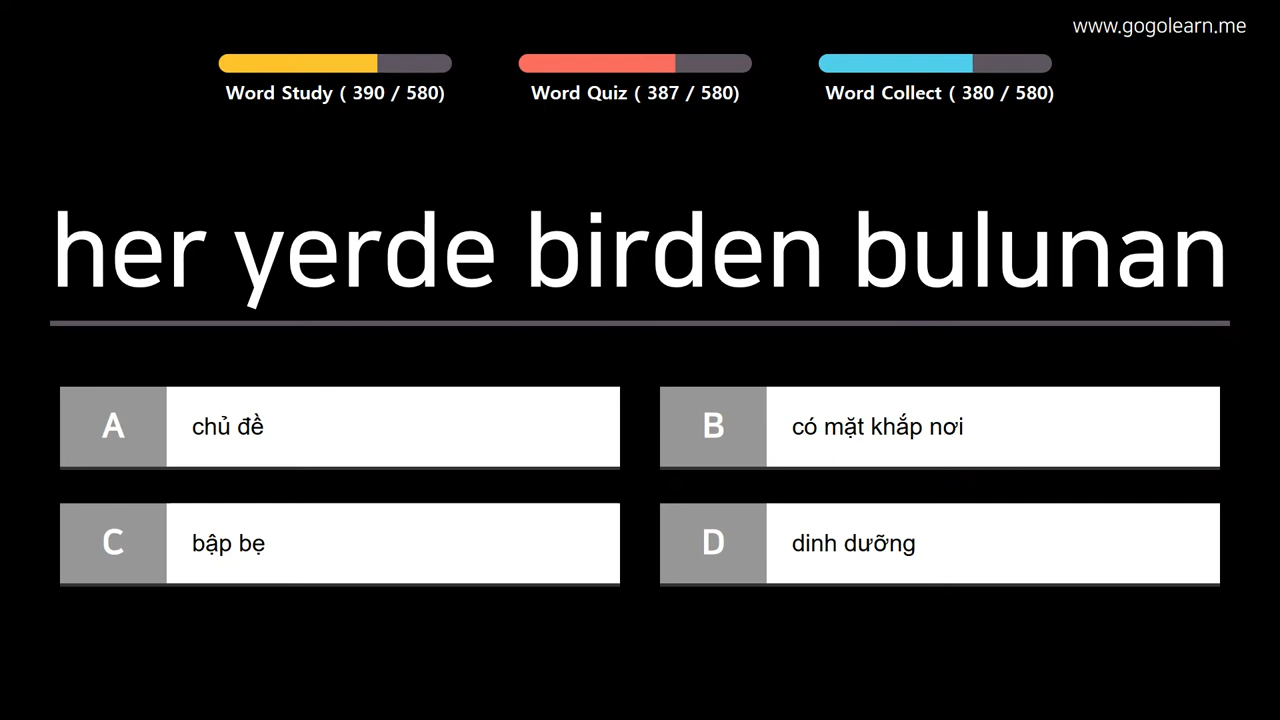 www.gogolearn.me
Word Study ( 390 / 580)
Word Quiz ( 387 / 580)
Word Collect ( 380 / 580)
her yerde birden bulunan
A
chủ đề
B
có mặt khắp nơi
C
bập bẹ
D
dinh dưỡng